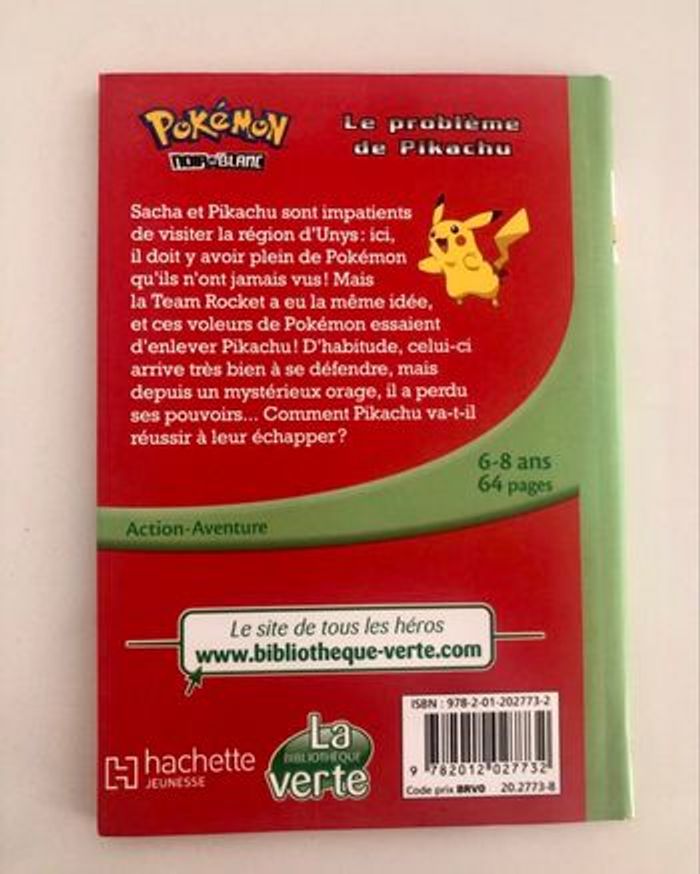 POKéMON
NOIR & BLANC
Le problème
de Pikachu
Sacha et Pikachu sont impatients
de visiter la région d'Unys : ici,
il doit y avoir plein de Pokémon
qu'ils n'ont jamais vus ! Mais
la Team Rocket a eu la même idée,
et ces voleurs de Pokémon essaient
d'enlever Pikachu ! D'habitude, celui-ci
arrive très bien à se défendre, mais
depuis un mystérieux orage, il a perdu
ses pouvoirs... Comment Pikachu va-t-il
réussir à leur échapper ?
6-8 ans
64 pages
Action-Aventure
Le site de tous les héros
www.bibliotheque-verte.com
hachette
JEUNESSE
La
BIBLIOTHÈQUE
verte
ISBN : 978-2-01-202773-2
9 782012 027732
Code prix BRV0 20.2773-8